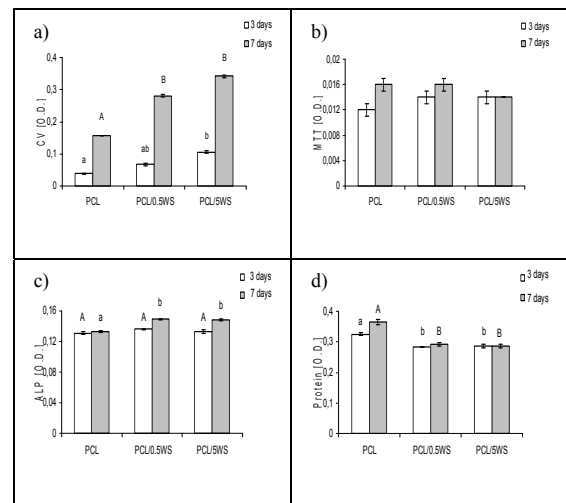 a)
3 days
7 days
CV [O.D.]
0,4
0,3
0,2
0,1
0
a
A
ab
B
b
B
PCL
PCL/0.5WS
PCL/5WS
b)
3 days
7 days
MTT [O.D.]
0,02
0,016
0,012
0,008
0,004
0
PCL
PCL/0.5WS
PCL/5WS
c)
3 days
7 days
ALP [O.D.]
0,16
0,12
0,08
0,04
0,00
A
a
A
b
A
b
PCL
PCL/0.5WS
PCL/5WS
d)
3 days
7 days
Protein [O.D.]
0,4
0,3
0,2
0,1
0
a
A
b
B
b
B
PCL
PCL/0.5WS
PCL/5WS